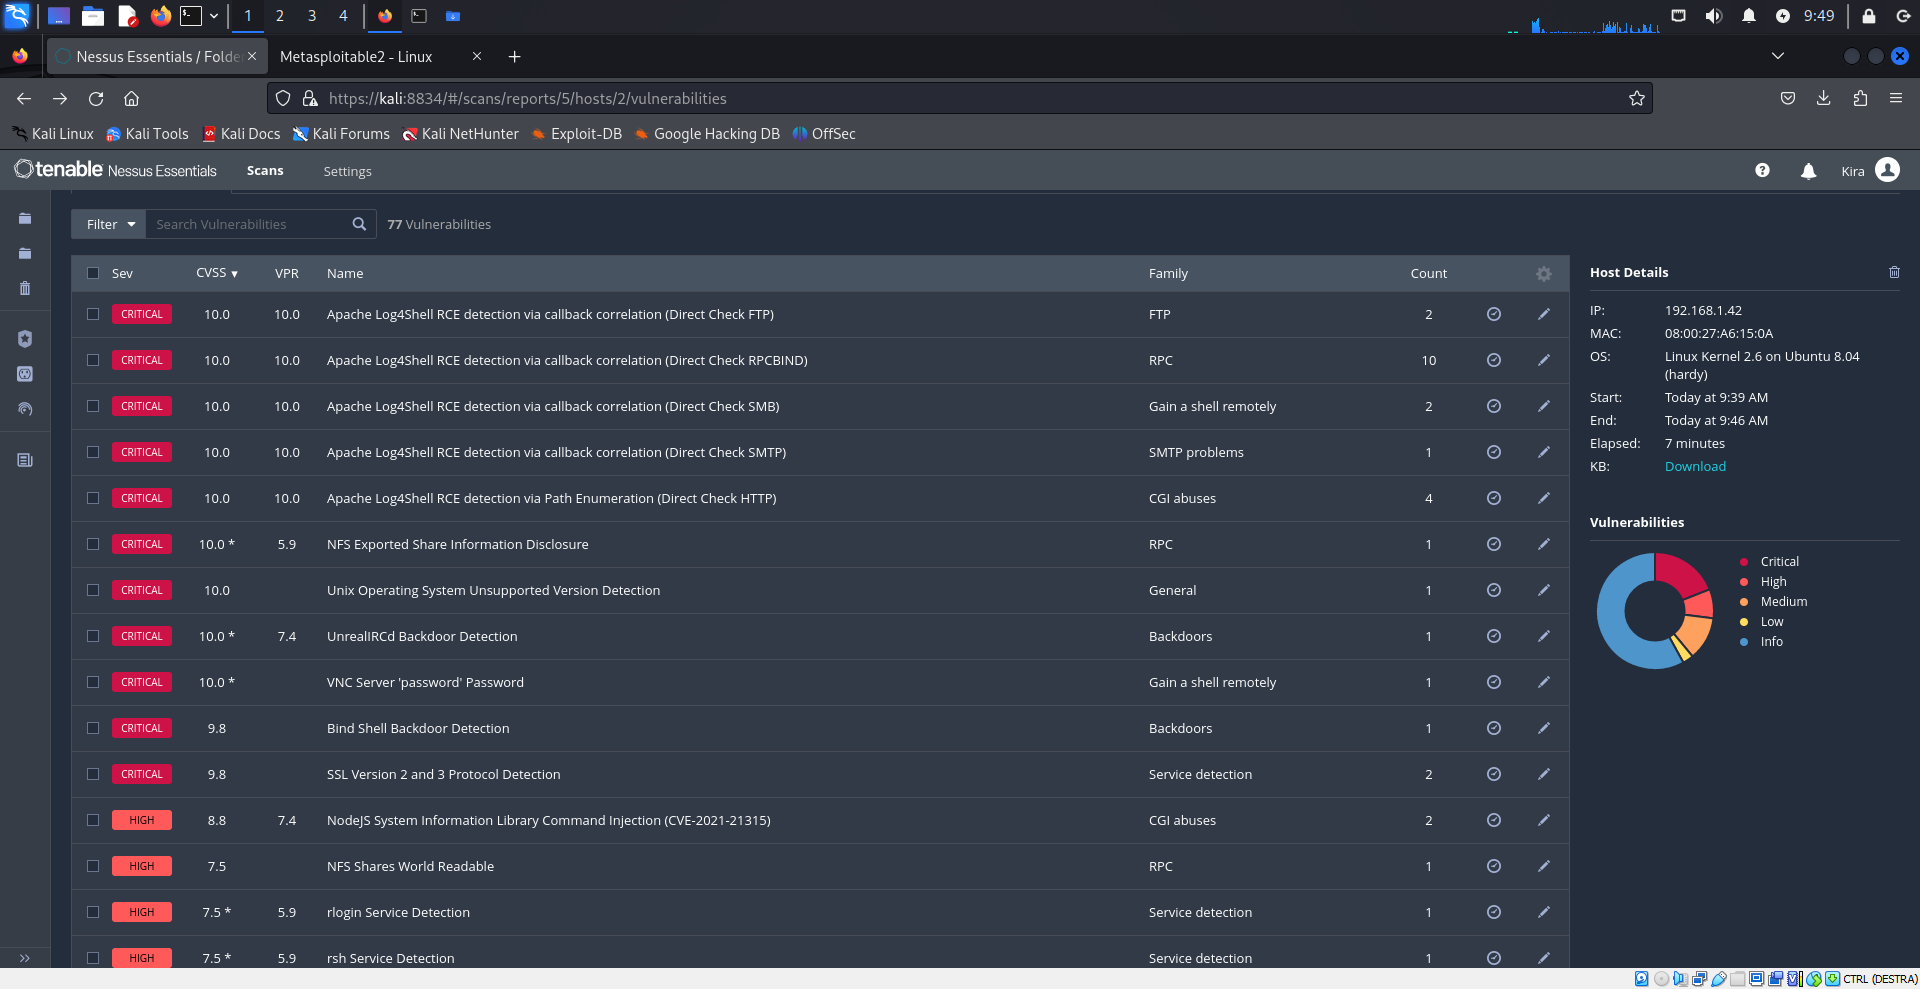 1 2 3 4 9:49
Nessus Essentials / Folde
Metasploitable2 - Linux
https://kali:8834/#/scans/reports/5/hosts/2/vulnerabilities
Kali Linux Kali Tools Kali Docs Kali Forums Kali NetHunter Exploit-DB Google Hacking DB OffSec
tenable Nessus Essentials Scans Settings Kira
Filter Search Vulnerabilities 77 Vulnerabilities
Sev CVSS VPR Name Family Count
CRITICAL 10.0 10.0 Apache Log4Shell RCE detection via callback correlation (Direct Check FTP) FTP 2
CRITICAL 10.0 10.0 Apache Log4Shell RCE detection via callback correlation (Direct Check RPCBIND) RPC 10
CRITICAL 10.0 10.0 Apache Log4Shell RCE detection via callback correlation (Direct Check SMB) Gain a shell remotely 2
CRITICAL 10.0 10.0 Apache Log4Shell RCE detection via callback correlation (Direct Check SMTP) SMTP problems 1
CRITICAL 10.0 10.0 Apache Log4Shell RCE detection via Path Enumeration (Direct Check HTTP) CGI abuses 4
CRITICAL 10.0 * 5.9 NFS Exported Share Information Disclosure RPC 1
CRITICAL 10.0 Unix Operating System Unsupported Version Detection General 1
CRITICAL 10.0 * 7.4 UnrealIRCd Backdoor Detection Backdoors 1
CRITICAL 10.0 * VNC Server 'password' Password Gain a shell remotely 1
CRITICAL 9.8 Bind Shell Backdoor Detection Backdoors 1
CRITICAL 9.8 SSL Version 2 and 3 Protocol Detection Service detection 2
HIGH 8.8 7.4 NodeJS System Information Library Command Injection (CVE-2021-21315) CGI abuses 2
HIGH 7.5 NFS Shares World Readable RPC 1
HIGH 7.5 * 5.9 rlogin Service Detection Service detection 1
HIGH 7.5 * 5.9 rsh Service Detection Service detection 1
Host Details
IP: 192.168.1.42
MAC: 08:00:27:A6:15:0A
OS: Linux Kernel 2.6 on Ubuntu 8.04
(hardy)
Start: Today at 9:39 AM
End: Today at 9:46 AM
Elapsed: 7 minutes
KB: Download
Vulnerabilities
Critical
High
Medium
Low
Info
CTRL (DESTRA)